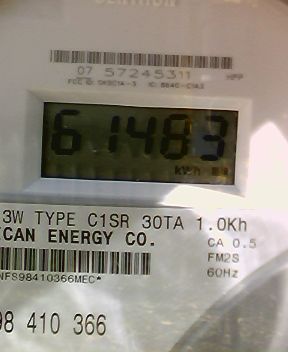 07 57245311
61483
kWh
3W TYPE C1SR 30TA 1.0Kh
ICAN ENERGY CO.
CA 0.5
FM2S
60Hz
NFS98410366MEC*
98 410 366